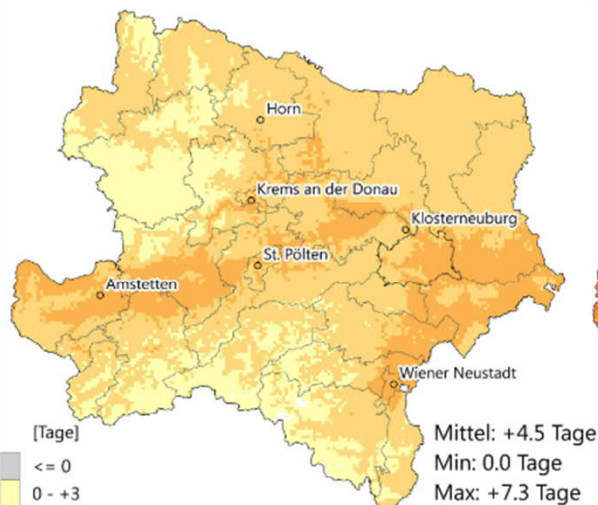 Horn
Krems an der Donau
Klosterneuburg
St. Pölten
Amstetten
Wiener Neustadt
[Tage]
<= 0
0 - +3
Mittel: +4.5 Tage
Min: 0.0 Tage
Max: +7.3 Tage